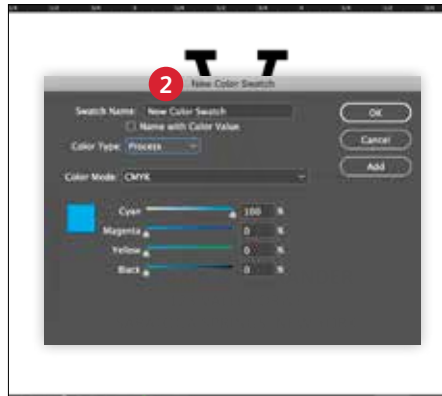 2
New Color Swatch
Swatch Name: New Color Swatch
Name with Color Value
Color Type: Process
Color Mode: CMYK
Cyan 100 %
Magenta 0 %
Yellow 0 %
Black 0 %
OK
Cancel
Add